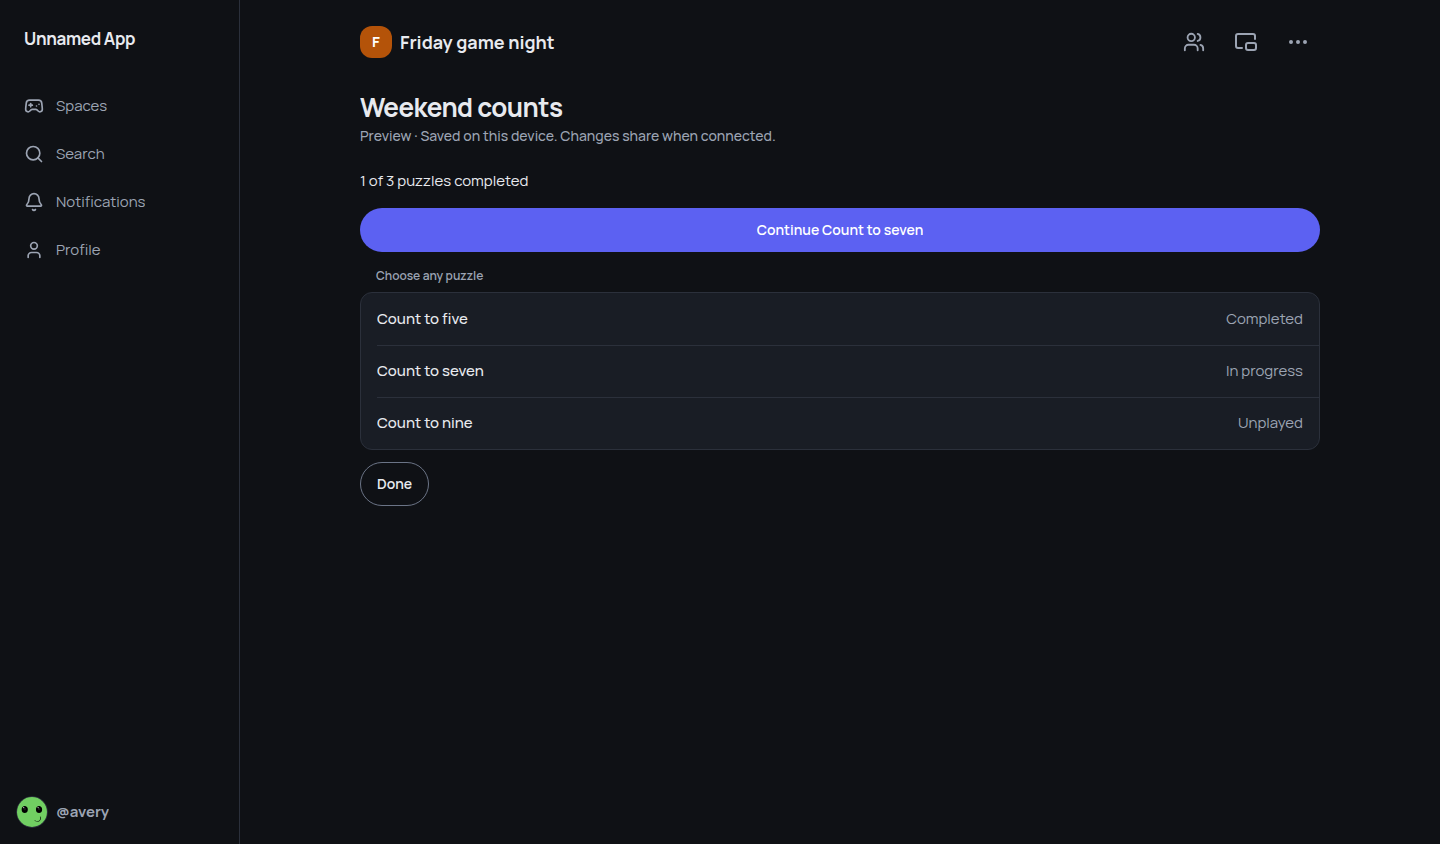 Unnamed App
Spaces
Search
Notifications
Profile
@avery
F
Friday game night
Weekend counts
Preview · Saved on this device. Changes share when connected.
1 of 3 puzzles completed
Continue Count to seven
Choose any puzzle
Count to five
Completed
Count to seven
In progress
Count to nine
Unplayed
Done